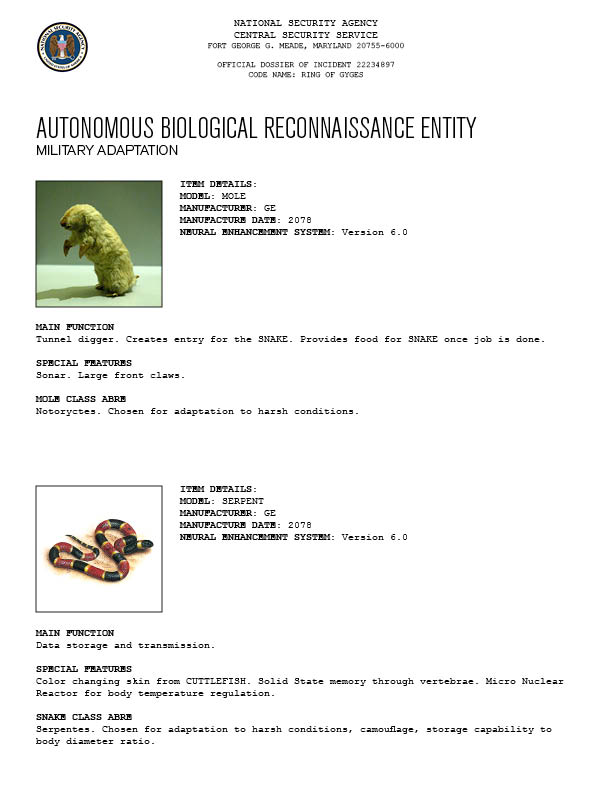 NATIONAL SECURITY AGENCY
CENTRAL SECURITY SERVICE
FORT GEORGE G. MEADE, MARYLAND 20755-6000
OFFICIAL DOSSIER OF INCIDENT 22234897
CODE NAME: RING OF GYGES
AUTONOMOUS BIOLOGICAL RECONNAISSANCE ENTITY
MILITARY ADAPTATION
ITEM DETAILS:
MODEL: MOLE
MANUFACTURER: GE
MANUFACTURE DATE: 2078
NEURAL ENHANCEMENT SYSTEM: Version 6.0
MAIN FUNCTION
Tunnel digger. Creates entry for the SNAKE. Provides food for SNAKE once job is done.
SPECIAL FEATURES
Sonar. Large front claws.
MOLE CLASS ABRE
Notoryctes. Chosen for adaptation to harsh conditions.
ITEM DETAILS:
MODEL: SERPENT
MANUFACTURER: GE
MANUFACTURE DATE: 2078
NEURAL ENHANCEMENT SYSTEM: Version 6.0
MAIN FUNCTION
Data storage and transmission.
SPECIAL FEATURES
Color changing skin from CUTTLEFISH. Solid State memory through vertebrae. Micro Nuclear
Reactor for body temperature regulation.
SNAKE CLASS ABRE
Serpentes. Chosen for adaptation to harsh conditions, camouflage, storage capability to
body diameter ratio.